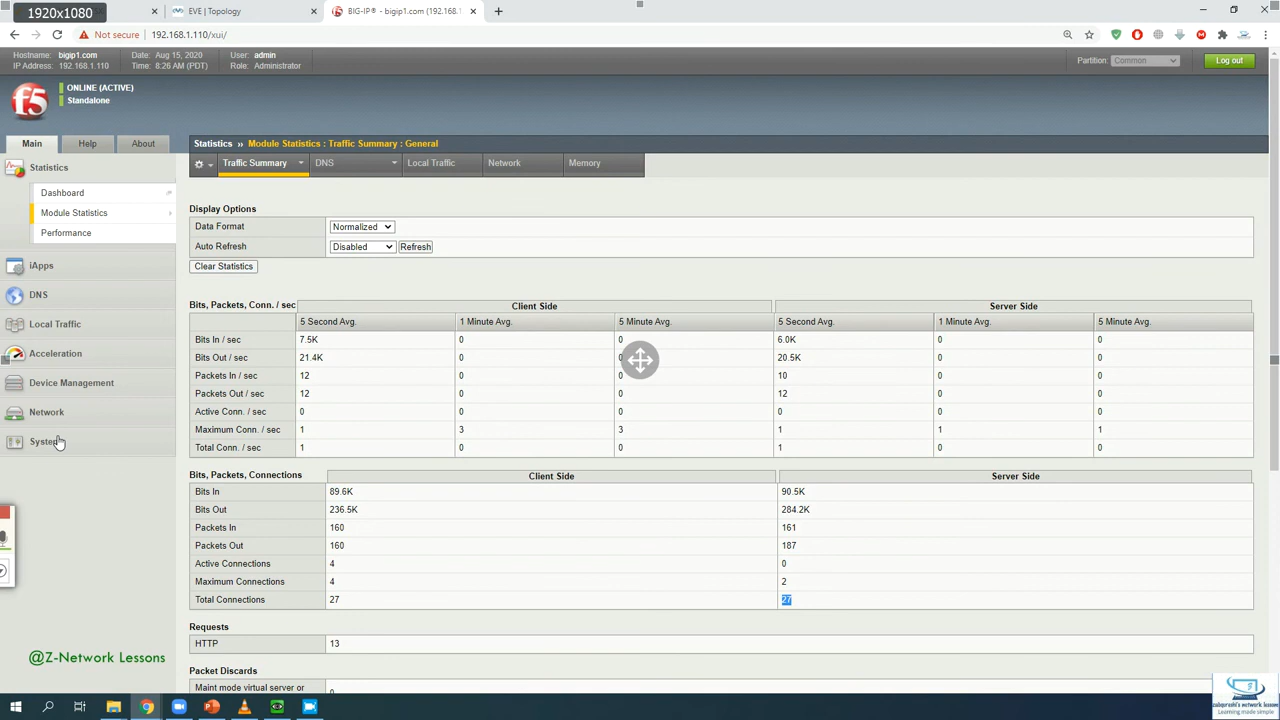 1920x1080
EVE | Topology
BIG-IP® - bigip1.com (192.168.1.
Not secure 192.168.1.110/xui/
Hostname: bigip1.com Date: Aug 15, 2020 User: admin
IP Address: 192.168.1.110 Time: 8:26 AM (PDT) Role: Administrator
Partition: Common Log out
f5
ONLINE (ACTIVE)
Standalone
Main Help About
Statistics » Module Statistics : Traffic Summary : General
Traffic Summary DNS Local Traffic Network Memory
Statistics
Dashboard
Module Statistics
Performance
iApps
DNS
Local Traffic
Acceleration
Device Management
Network
System
Display Options
Data Format Normalized
Auto Refresh Disabled Refresh
Clear Statistics
Bits, Packets, Conn. / sec Client Side Server Side
5 Second Avg. 1 Minute Avg. 5 Minute Avg. 5 Second Avg. 1 Minute Avg. 5 Minute Avg.
Bits In / sec 7.5K 0 0 6.0K 0 0
Bits Out / sec 21.4K 0 0 20.5K 0 0
Packets In / sec 12 0 0 10 0 0
Packets Out / sec 12 0 0 12 0 0
Active Conn. / sec 0 0 0 0 0 0
Maximum Conn. / sec 1 3 3 1 1 1
Total Conn. / sec 1 0 0 1 0 0
Bits, Packets, Connections Client Side Server Side
Bits In 89.6K 90.5K
Bits Out 236.5K 284.2K
Packets In 160 161
Packets Out 160 187
Active Connections 4 0
Maximum Connections 4 2
Total Connections 27 27
Requests
HTTP 13
Packet Discards
Maint mode virtual server or 0
@Z-Network Lessons
network lessons
Learning made simple